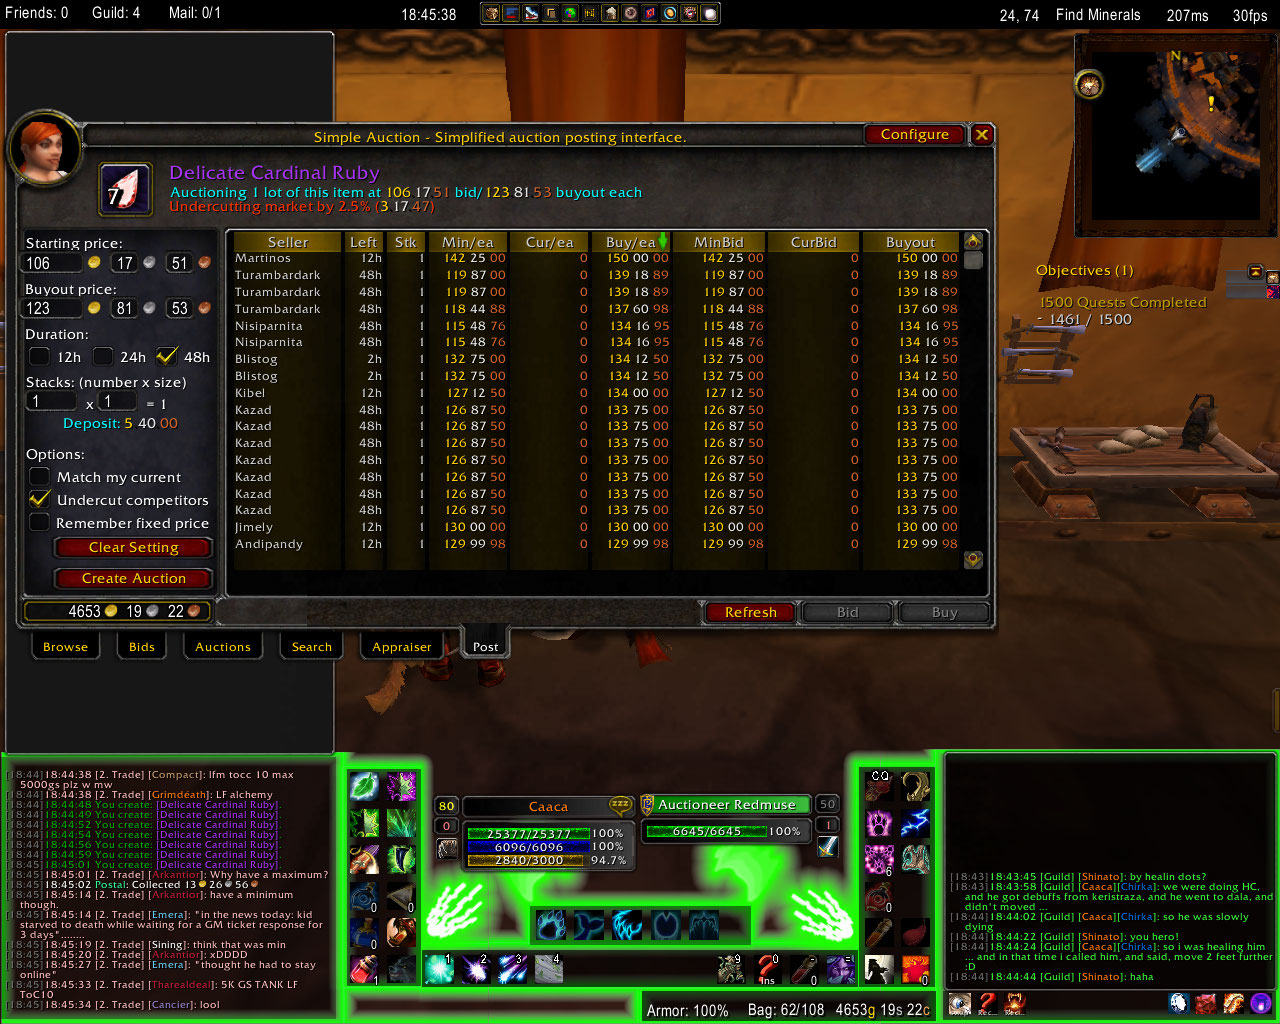 Friends: 0 Guild: 4 Mail: 0/1 18:45:38 24, 74 Find Minerals 207ms 30fps
N
Simple Auction - Simplified auction posting interface. Configure
Delicate Cardinal Ruby
7
Auctioning 1 lot of this item at 106 17 51 bid/123 81 53 buyout each
Undercutting market by 2.5% (3 17 47)
Starting price:
106 17 51
Buyout price:
123 81 53
Duration:
12h 24h 48h
Stacks: (number x size)
1 x 1 = 1
Deposit: 5 40 00
Options:
Match my current
Undercut competitors
Remember fixed price
Clear Setting
Create Auction
4653 19 22
Seller Left Stk Min/ea Cur/ea Buy/ea MinBid CurBid Buyout
Martinos 12h 1 142 25 00 0 150 00 00 142 25 00 0 150 00 00
Turambardark 48h 1 119 87 00 0 139 18 89 119 87 00 0 139 18 89
Turambardark 48h 1 119 87 00 0 139 18 89 119 87 00 0 139 18 89
Turambardark 48h 1 118 44 88 0 137 60 98 118 44 88 0 137 60 98
Nisiparnita 48h 1 115 48 76 0 134 16 95 115 48 76 0 134 16 95
Nisiparnita 48h 1 115 48 76 0 134 16 95 115 48 76 0 134 16 95
Blistog 2h 1 132 75 00 0 134 12 50 132 75 00 0 134 12 50
Blistog 2h 1 132 75 00 0 134 12 50 132 75 00 0 134 12 50
Kibel 12h 1 127 12 50 0 134 00 00 127 12 50 0 134 00 00
Kazad 48h 1 126 87 50 0 133 75 00 126 87 50 0 133 75 00
Kazad 48h 1 126 87 50 0 133 75 00 126 87 50 0 133 75 00
Kazad 48h 1 126 87 50 0 133 75 00 126 87 50 0 133 75 00
Kazad 48h 1 126 87 50 0 133 75 00 126 87 50 0 133 75 00
Kazad 48h 1 126 87 50 0 133 75 00 126 87 50 0 133 75 00
Kazad 48h 1 126 87 50 0 133 75 00 126 87 50 0 133 75 00
Kazad 48h 1 126 87 50 0 133 75 00 126 87 50 0 133 75 00
Jimely 12h 1 130 00 00 0 130 00 00 130 00 00 0 130 00 00
Andipandy 12h 1 129 99 98 0 129 99 98 129 99 98 0 129 99 98
Refresh Bid Buy
Browse Bids Auctions Search Appraiser Post
Objectives (1)
1500 Quests Completed
- 1461 / 1500
[18:44]18:44:38 [2. Trade] [Compact]: lfm tocc 10 max
5000gs plz w mw
[18:44]18:44:38 [2. Trade] [Grimdeath]: LF alchemy
[18:44]18:44:48 You create: [Delicate Cardinal Ruby].
[18:44]18:44:49 You create: [Delicate Cardinal Ruby].
[18:44]18:44:52 You create: [Delicate Cardinal Ruby].
[18:44]18:44:54 You create: [Delicate Cardinal Ruby].
[18:44]18:44:56 You create: [Delicate Cardinal Ruby].
[18:44]18:44:59 You create: [Delicate Cardinal Ruby].
[18:45]18:45:01 You create: [Delicate Cardinal Ruby].
[18:45]18:45:01 [2. Trade] [Arkantior]: Why have a maximum?
[18:45]18:45:02 Postal: Collected 13 26 56
[18:45]18:45:14 [2. Trade] [Arkantior]: have a minimum
though.
[18:45]18:45:14 [2. Trade] [Emera]: "in the news today: kid
starved to death while waiting for a GM ticket response for
3 days"........
[18:45]18:45:19 [2. Trade] [Sining]: think that was min
[18:45]18:45:20 [2. Trade] [Arkantior]: xDDDD
[18:45]18:45:27 [2. Trade] [Emera]: "thought he had to stay
online"
[18:45]18:45:33 [2. Trade] [Tharealdeal]: 5K GS TANK LF
ToC10
[18:45]18:45:34 [2. Trade] [Cancier]: lool
80 Caaca zzz
0 25377/25377 100%
6096/6096 100%
2840/3000 94.7%
Auctioneer Redmuse 50
6645/6645 100% 1
0 0
0
1 1 2 3 4
CQ
6
0
9 0 Ins - =
0
Armor: 100% Bag: 62/108 4653g 19s 22c
[18:43]18:43:45 [Guild] [Shinato]: by healin dots?
[18:43]18:43:58 [Guild] [Caaca][Chirka]: we were doing HC,
and he got debuffs from keristraza, and he went to dala, and
didn't moved ...
[18:44]18:44:02 [Guild] [Caaca][Chirka]: so he was slowly
dying
[18:44]18:44:22 [Guild] [Shinato]: you hero!
[18:44]18:44:24 [Guild] [Caaca][Chirka]: so i was healing him
... and in that time i called him, and said, move 2 feet further
:D
[18:44]18:44:44 [Guild] [Shinato]: haha